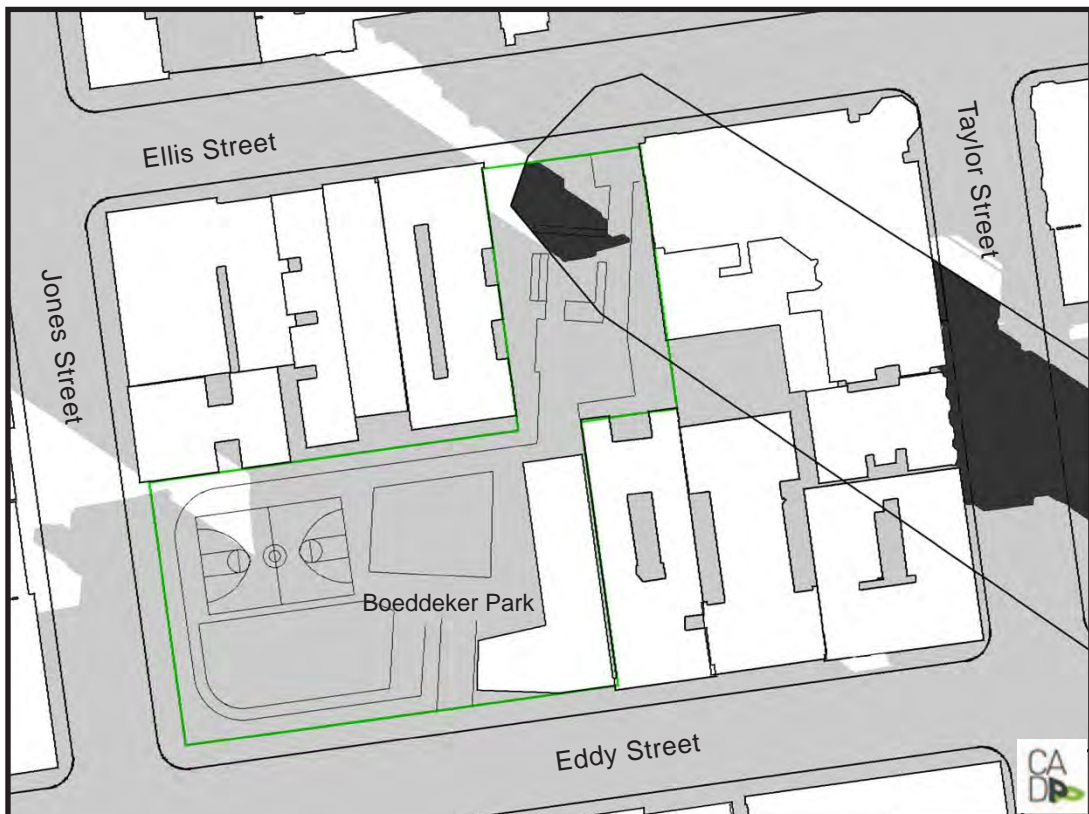 Ellis Street
Taylor Street
Jones Street
Boeddeker Park
Eddy Street
CA
DP